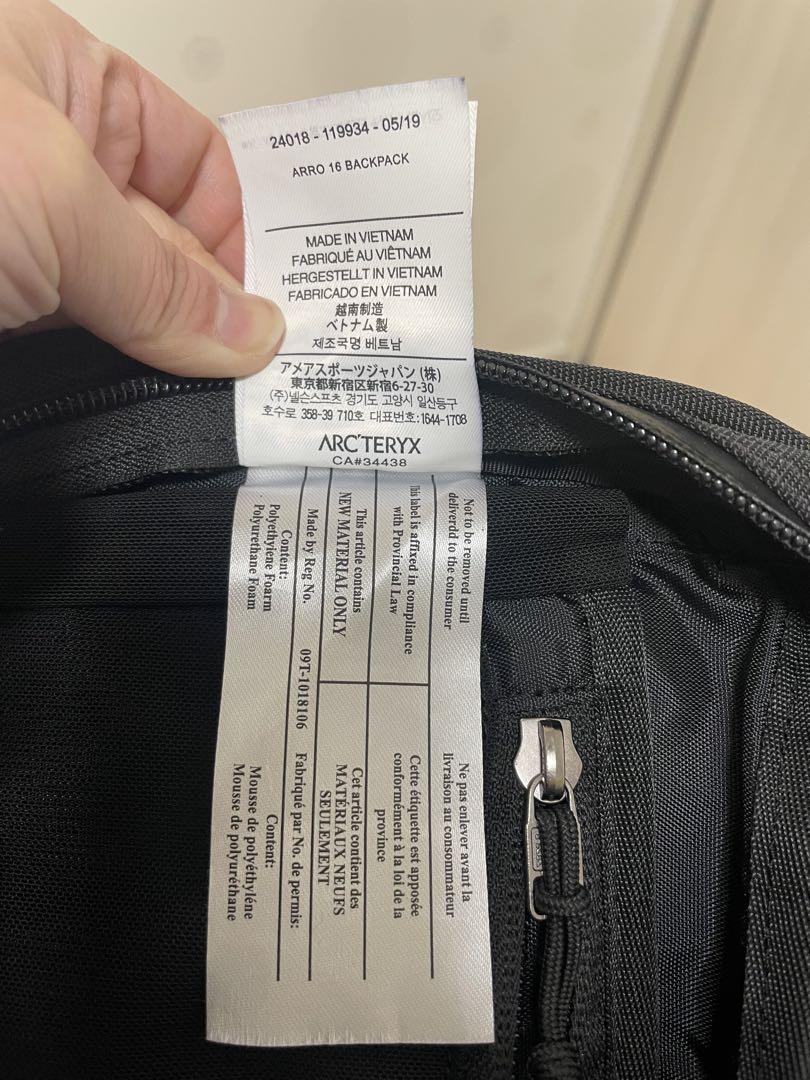 24018 - 119934 - 05/19
ARRO 16 BACKPACK
MADE IN VIETNAM
FABRIQUÉ AU VIÊTNAM
HERGESTELLT IN VIETNAM
FABRICADO EN VIETNAM
越南制造
ベトナム製
제조국명 베트남
アメアスポーツジャパン (株)
東京都新宿区新宿6-27-30
(주)넬슨스포츠 경기도 고양시 일산동구
호수로 358-39 710호 대표번호: 1644-1708
ARC'TERYX
CA#34438
Not to be removed until
deliverdd to the consumer
Ne pas enlever avant la
livraison au consommateur
This label is affixed in compliance
with Provincial Law
Cette étiquette est apposée
conformément à la loi de la
province
This article contains
NEW MATERIAL ONLY
Cet article contient des
MATÉRIAUX NEUFS
SEULEMENT
Made by Reg No.
09T-1018106
Fabriqué par No. de permis:
Content:
Polyethyiene Foarm
Polyurethane Foam
Content:
Mousse de polyéthyléne
Mousse de polyuréthane